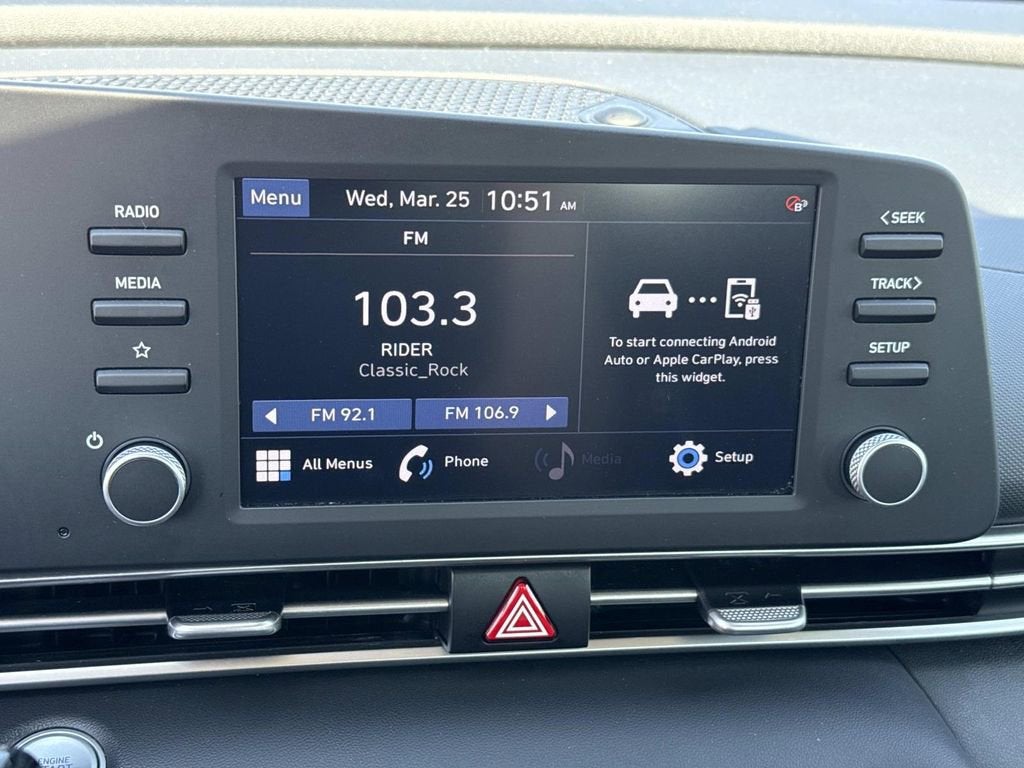 RADIO
MEDIA
Menu
Wed, Mar. 25
10:51 AM
FM
103.3
RIDER
Classic_Rock
FM 92.1
FM 106.9
To start connecting Android
Auto or Apple CarPlay, press
this widget.
All Menus
Phone
Media
Setup
<SEEK
TRACK>
SETUP
ENGINE
START